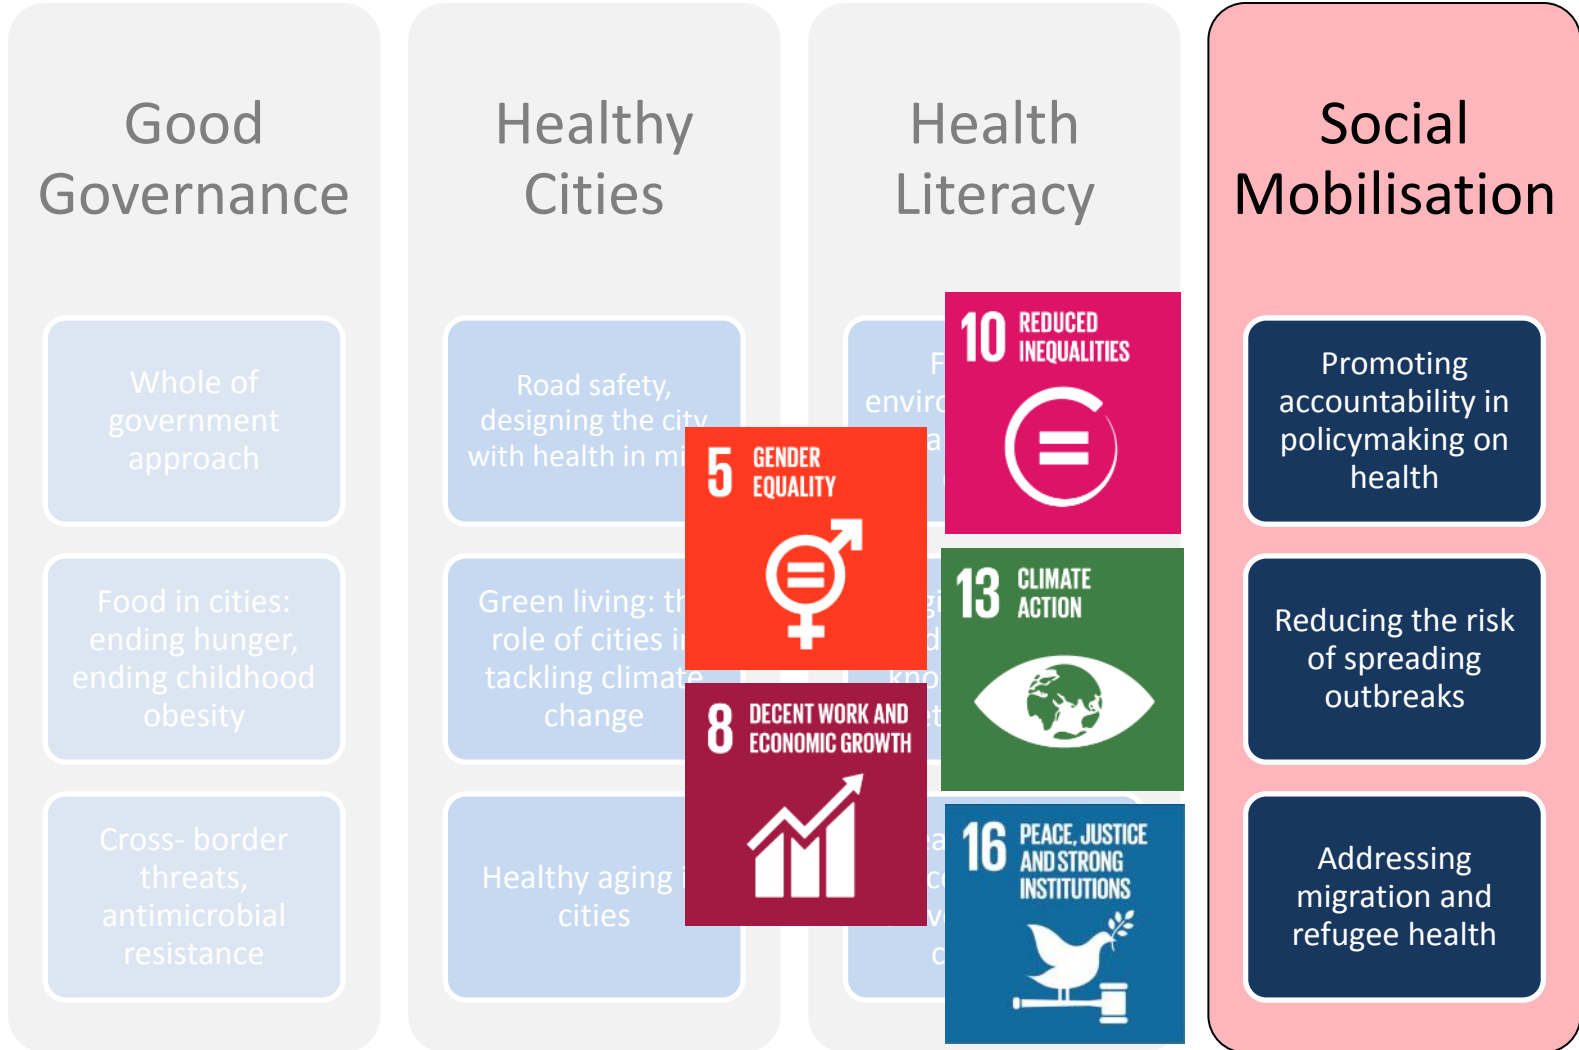 Good
Governance
Whole of
government
approach
Food in cities:
ending hunger,
ending childhood
obesity
Cross- border
threats,
antimicrobial
resistance
Healthy
Cities
Road safety,
designing the city
with health in
Green living:
role of cities
tackling climate
change
Healthy aging
cities
Health
Literacy
5 GENDER
EQUALITY
8 DECENT WORK AND
ECONOMIC GROWTH
10 REDUCED
INEQUALITIES
13 CLIMATE
ACTION
16 PEACE, JUSTICE
AND STRONG
INSTITUTIONS
Social
Mobilisation
Promoting
accountability in
policymaking on
health
Reducing the risk
of spreading
outbreaks
Addressing
migration and
refugee health